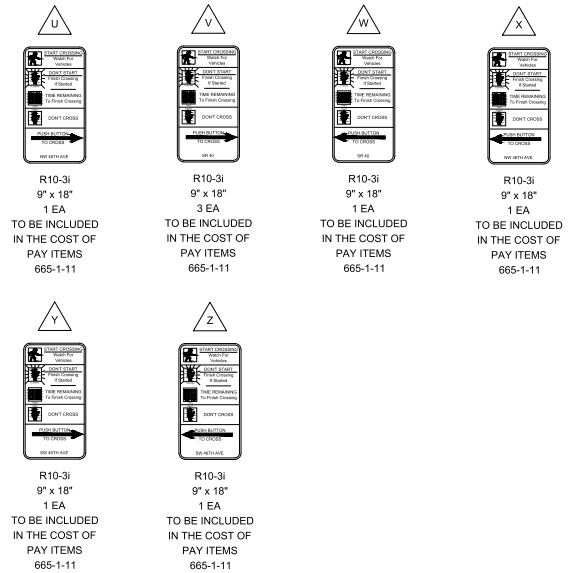 U
START CROSSING
Watch For
Vehicles
DON'T START
Finish Crossing
If Started
TIME REMAINING
To Finish Crossing
DON'T CROSS
PUSH BUTTON
TO CROSS
NW 46TH AVE
R10-3i
9" x 18"
1 EA
TO BE INCLUDED
IN THE COST OF
PAY ITEMS
665-1-11
V
START CROSSING
Watch For
Vehicles
DON'T START
Finish Crossing
If Started
TIME REMAINING
To Finish Crossing
DON'T CROSS
PUSH BUTTON
TO CROSS
SR 40
R10-3i
9" x 18"
3 EA
TO BE INCLUDED
IN THE COST OF
PAY ITEMS
665-1-11
W
START CROSSING
Watch For
Vehicles
DON'T START
Finish Crossing
If Started
TIME REMAINING
To Finish Crossing
DON'T CROSS
PUSH BUTTON
TO CROSS
SR 40
R10-3i
9" x 18"
1 EA
TO BE INCLUDED
IN THE COST OF
PAY ITEMS
665-1-11
X
START CROSSING
Watch For
Vehicles
DON'T START
Finish Crossing
If Started
TIME REMAINING
To Finish Crossing
DON'T CROSS
PUSH BUTTON
TO CROSS
NW 46TH AVE
R10-3i
9" x 18"
1 EA
TO BE INCLUDED
IN THE COST OF
PAY ITEMS
665-1-11
Y
START CROSSING
Watch For
Vehicles
DON'T START
Finish Crossing
If Started
TIME REMAINING
To Finish Crossing
DON'T CROSS
PUSH BUTTON
TO CROSS
SW 46TH AVE
R10-3i
9" x 18"
1 EA
TO BE INCLUDED
IN THE COST OF
PAY ITEMS
665-1-11
Z
START CROSSING
Watch For
Vehicles
DON'T START
Finish Crossing
If Started
TIME REMAINING
To Finish Crossing
DON'T CROSS
PUSH BUTTON
TO CROSS
SW 46TH AVE
R10-3i
9" x 18"
1 EA
TO BE INCLUDED
IN THE COST OF
PAY ITEMS
665-1-11